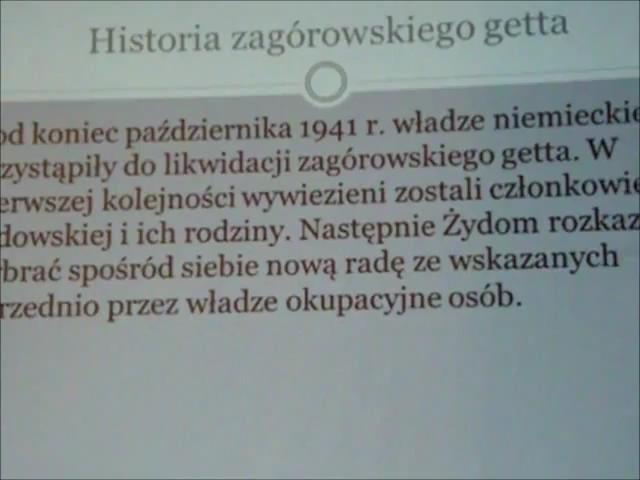 Historia zagórowskiego getta
od koniec października 1941 r. władze niemieckie
zystąpiły do likwidacji zagórowskiego getta. W
erwszej kolejności wywiezieni zostali członkowie
dowskiej i ich rodziny. Następnie Żydom rozkaz
brać spośród siebie nową radę ze wskazanych
rzednio przez władze okupacyjne osób.